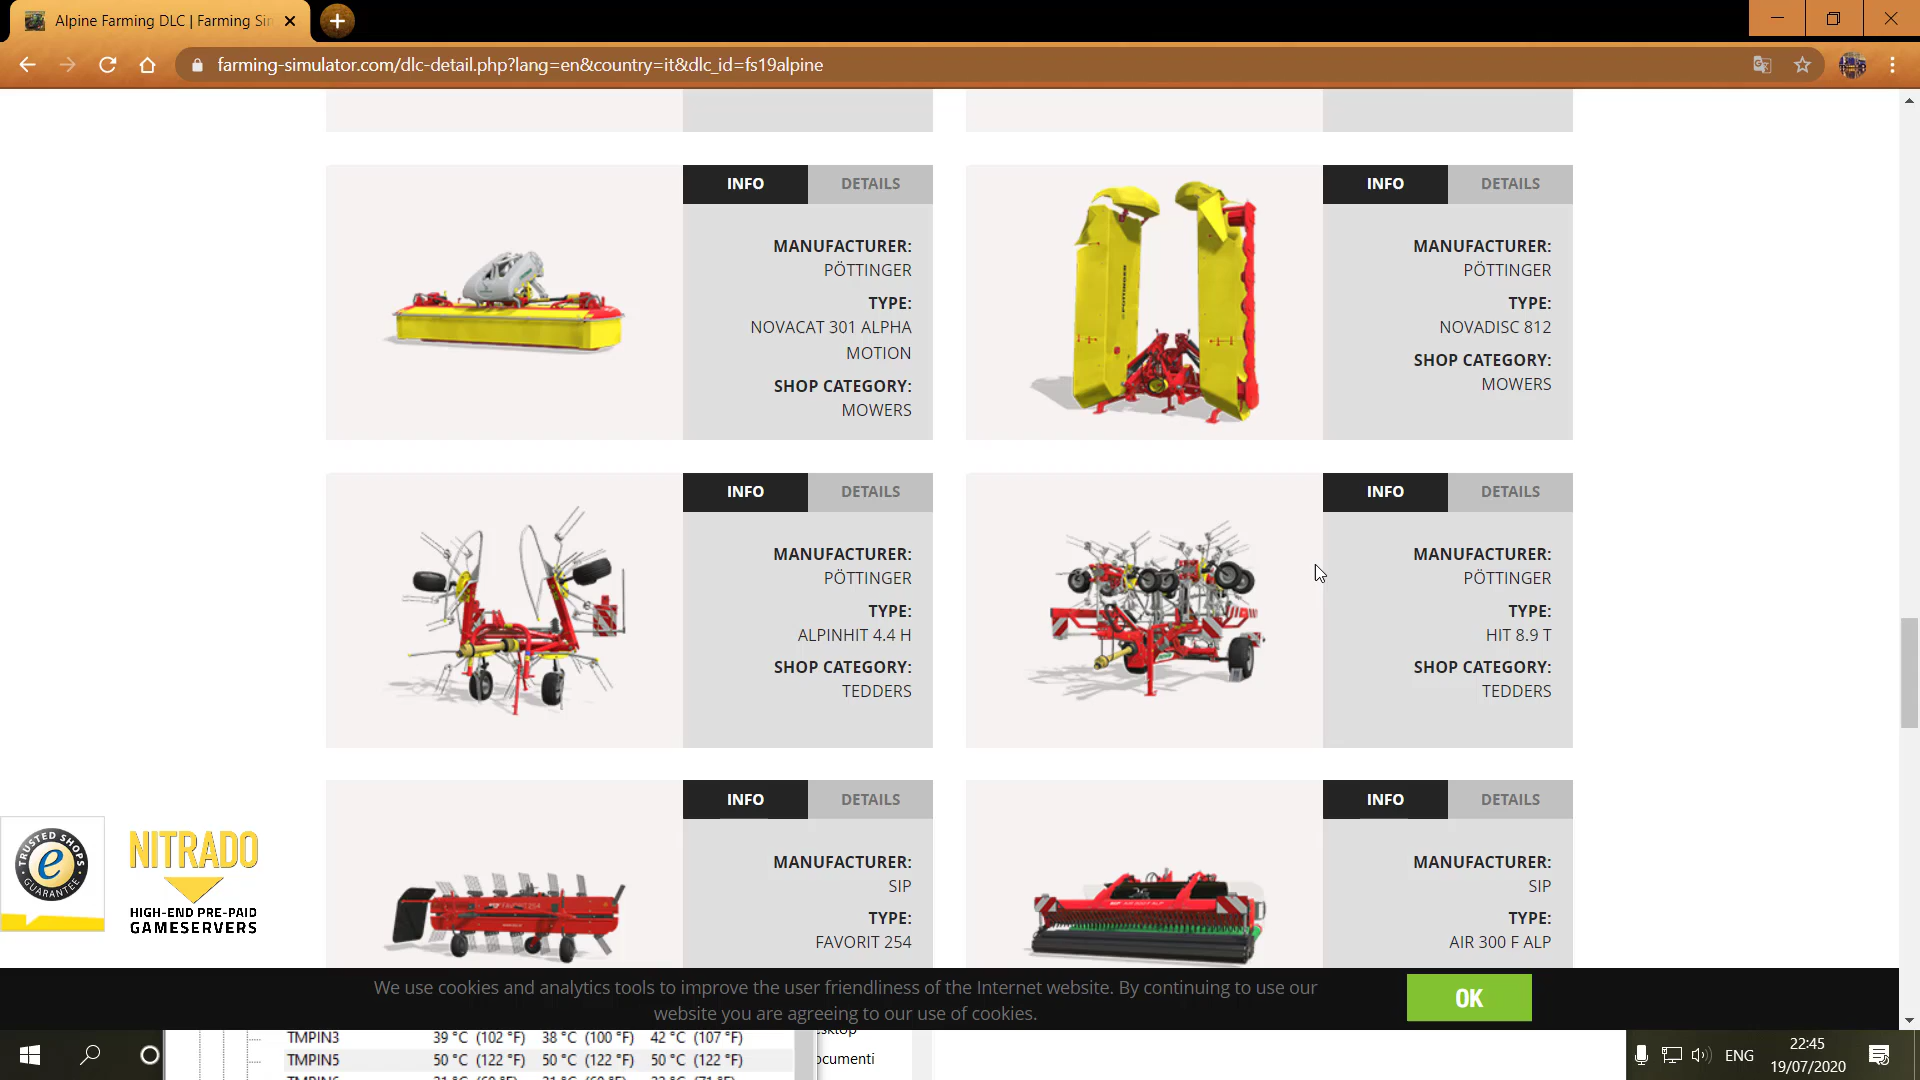 Alpine Farming DLC | Farming Sim
farming-simulator.com/dlc-detail.php?lang=en&country=it&dlc_id=fs19alpine
INFO DETAILS
MANUFACTURER:
PÖTTINGER
TYPE:
NOVACAT 301 ALPHA
MOTION
SHOP CATEGORY:
MOWERS
PÖTTINGER
INFO DETAILS
MANUFACTURER:
PÖTTINGER
TYPE:
NOVADISC 812
SHOP CATEGORY:
MOWERS
INFO DETAILS
MANUFACTURER:
PÖTTINGER
TYPE:
ALPINHIT 4.4 H
SHOP CATEGORY:
TEDDERS
INFO DETAILS
MANUFACTURER:
PÖTTINGER
TYPE:
HIT 8.9 T
SHOP CATEGORY:
TEDDERS
FAVORIT 254
INFO DETAILS
MANUFACTURER:
SIP
TYPE:
FAVORIT 254
INFO DETAILS
MANUFACTURER:
SIP
TYPE:
AIR 300 F ALP
TRUSTED SHOPS
e
GUARANTEE
NITRADO
HIGH-END PRE-PAID
GAMESERVERS
We use cookies and analytics tools to improve the user friendliness of the Internet website. By continuing to use our
website you are agreeing to our use of cookies.
OK
TMPIN3 39 °C (102 °F) 38 °C (100 °F) 42 °C (107 °F)
TMPIN5 50 °C (122 °F) 50 °C (122 °F) 50 °C (122 °F)
ocumenti
ENG
22:45
19/07/2020